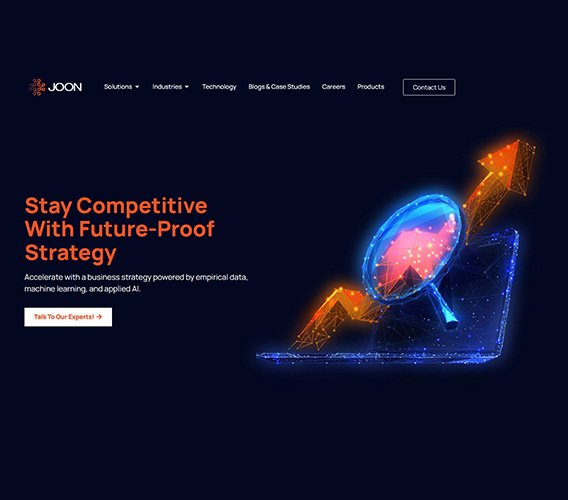 JOON Solutions Industries Technology Blogs & Case Studies Careers Products Contact Us
Stay Competitive
With Future-Proof
Strategy
Accelerate with a business strategy powered by empirical data,
machine learning, and applied AI.
Talk To Our Experts! →